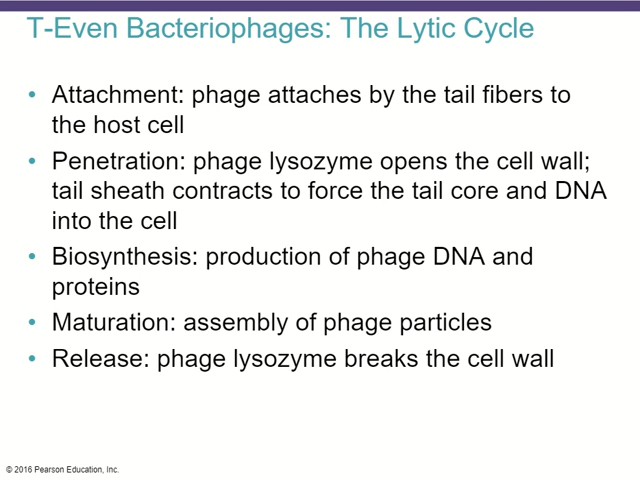 T-Even Bacteriophages: The Lytic Cycle
• Attachment: phage attaches by the tail fibers to
the host cell
• Penetration: phage lysozyme opens the cell wall;
tail sheath contracts to force the tail core and DNA
into the cell
• Biosynthesis: production of phage DNA and
proteins
• Maturation: assembly of phage particles
• Release: phage lysozyme breaks the cell wall
© 2016 Pearson Education, Inc.